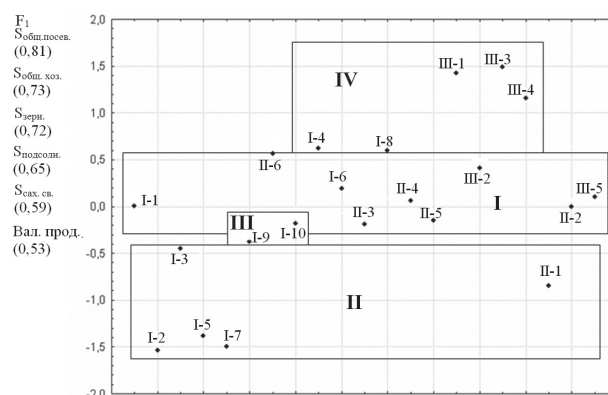 F₁
Sобщ.посев.
(0,81)
Sобщ. хоз.
(0,73)
Sзерн.
(0,72)
Sподсолн.
(0,65)
Sсах. св.
(0,59)
Вал. прод.
(0,53)
2,0
1,5
1,0
0,5
0,0
-0,5
-1,0
-1,5
-2,0
III-1
III-3
IV
III-4
I-4
I-8
II-6
I-6
II-4
III-2
III-5
I-1
II-3
II-5
I
II-2
III
I-9
I-10
I-3
II-1
II
I-2
I-5
I-7